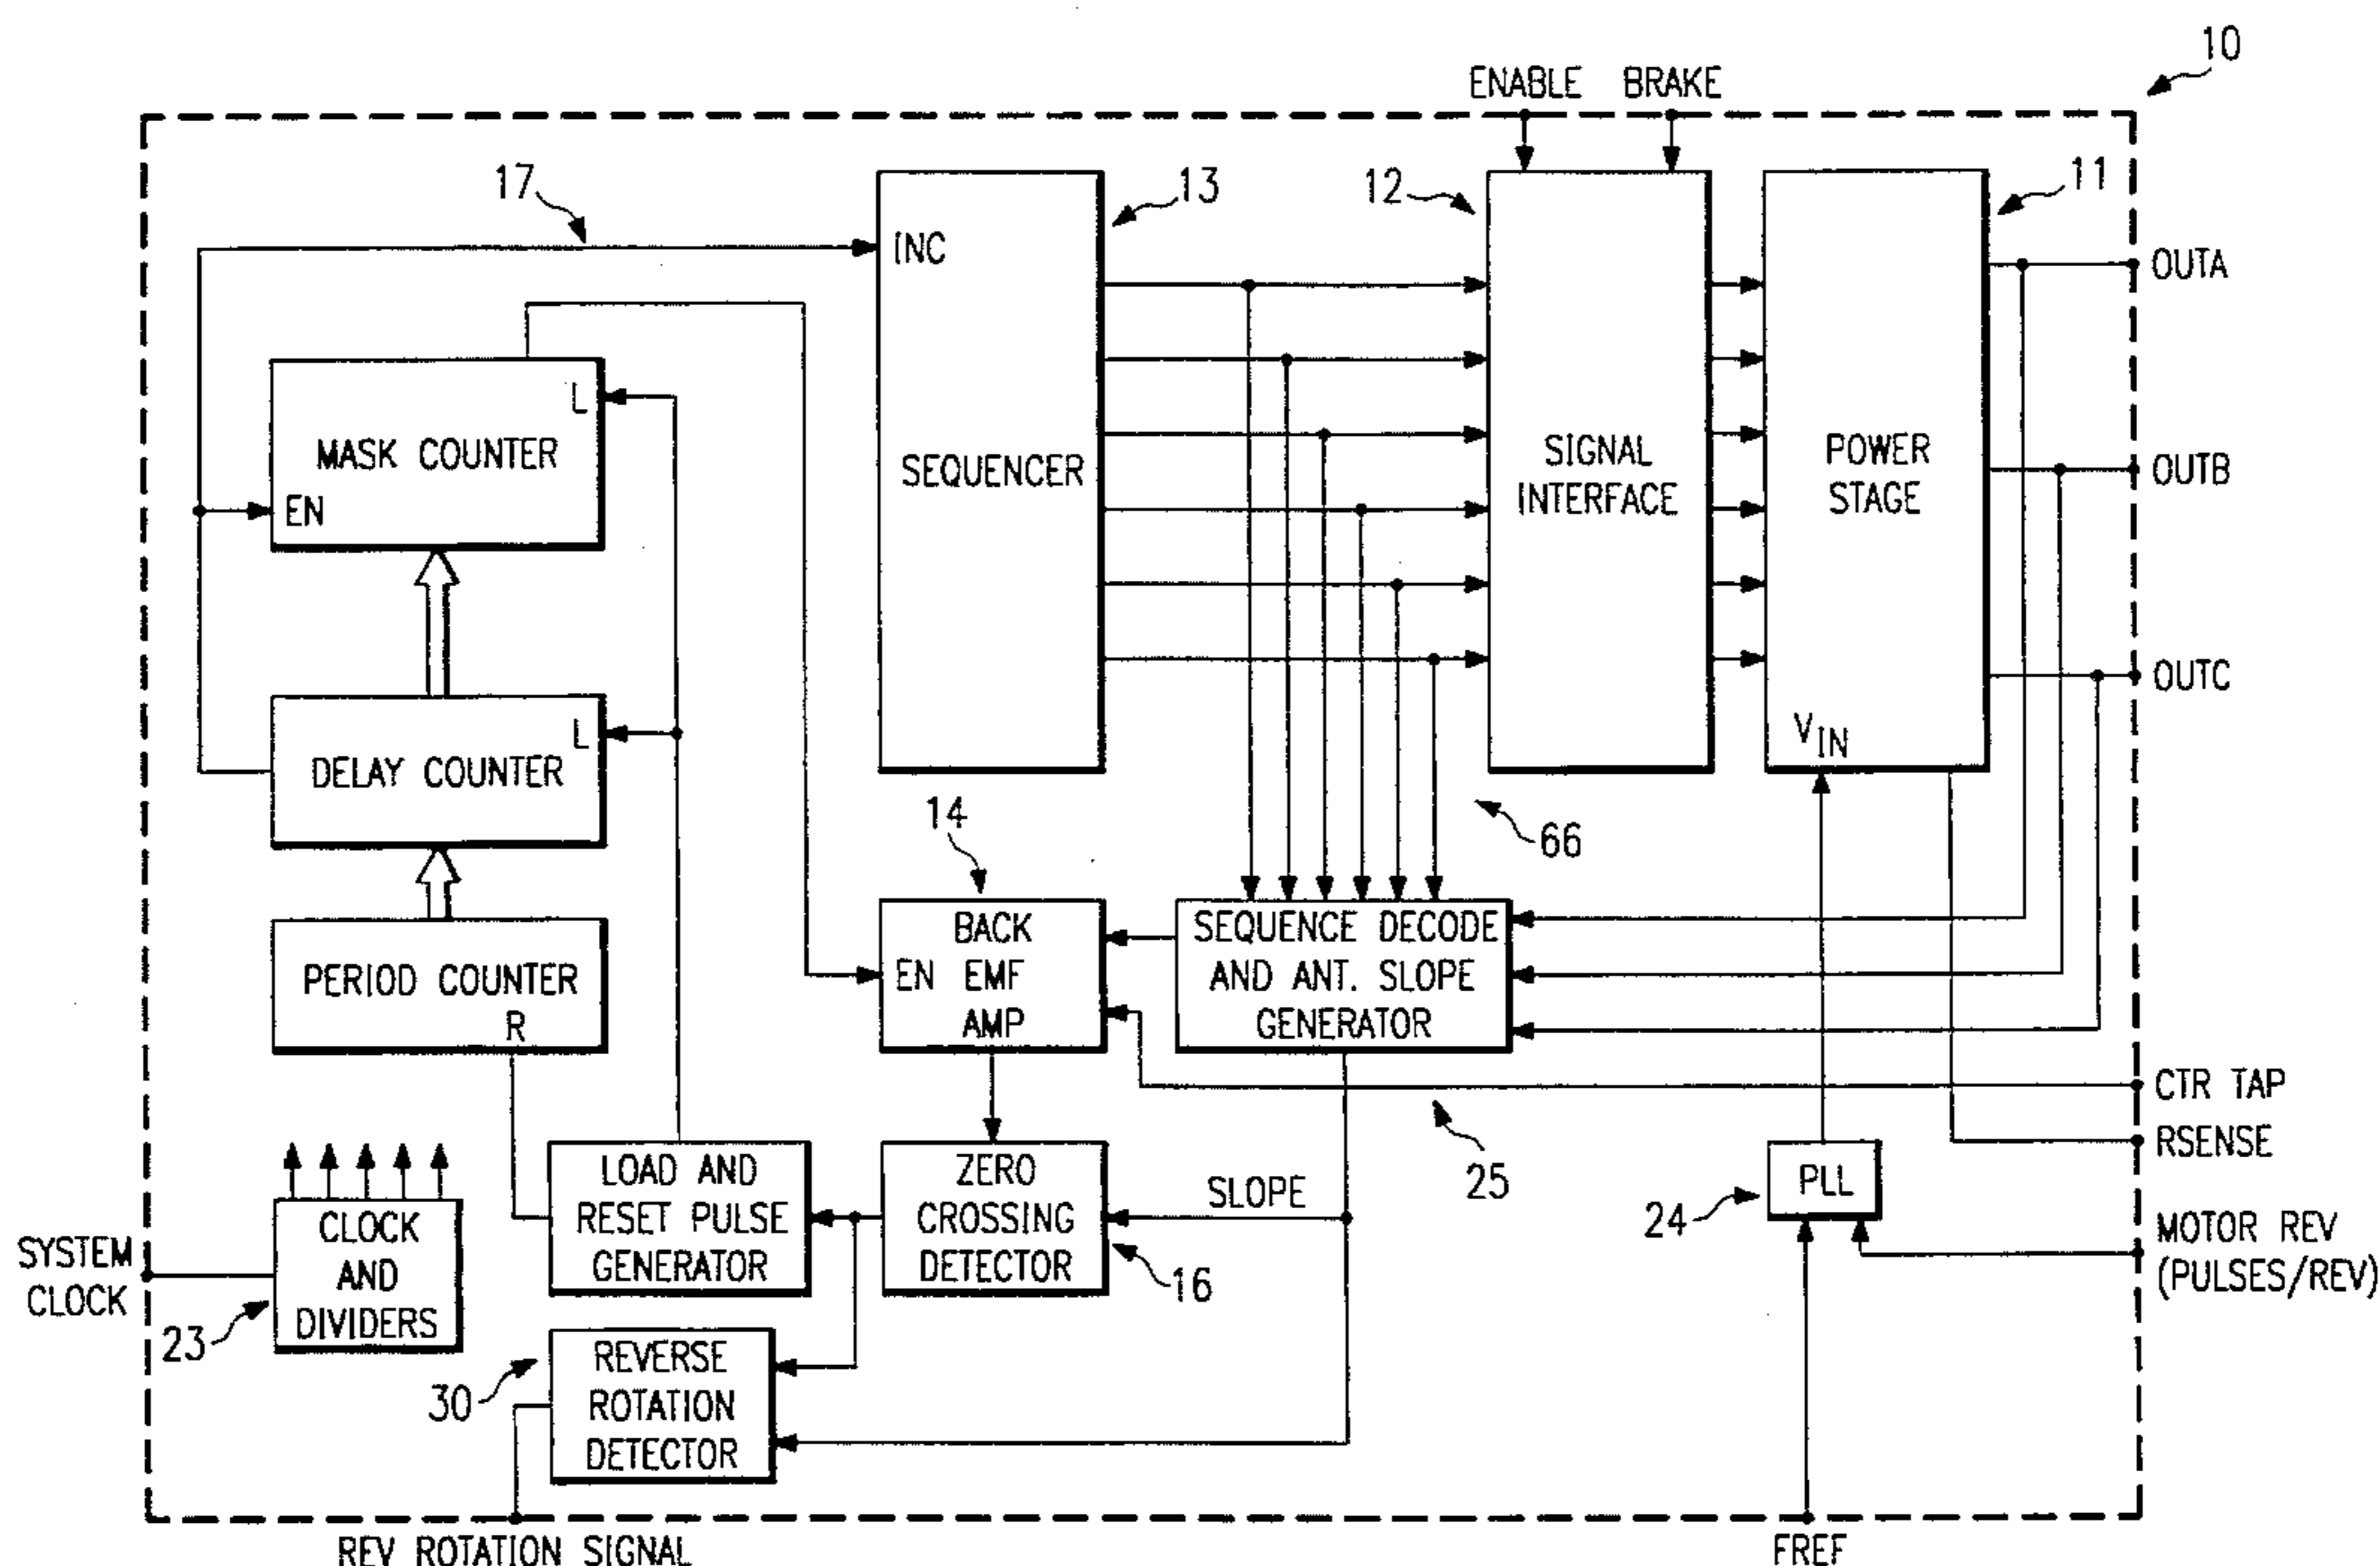 10
ENABLE BRAKE
17
13
12
11
INC
OUTA
L
MASK COUNTER
EN
SEQUENCER
SIGNAL
INTERFACE
POWER
STAGE
OUTB
OUTC
L
DELAY COUNTER
VIN
14
66
BACK
EN EMF
AMP
SEQUENCE DECODE
AND ANT. SLOPE
GENERATOR
PERIOD COUNTER
R
CTR TAP
RSENSE
25
LOAD AND
RESET PULSE
GENERATOR
ZERO
CROSSING
DETECTOR
SLOPE
16
PLL
24
MOTOR REV
(PULSES/REV)
SYSTEM
CLOCK
CLOCK
AND
DIVIDERS
23
30
REVERSE
ROTATION
DETECTOR
REV ROTATION SIGNAL
FREF